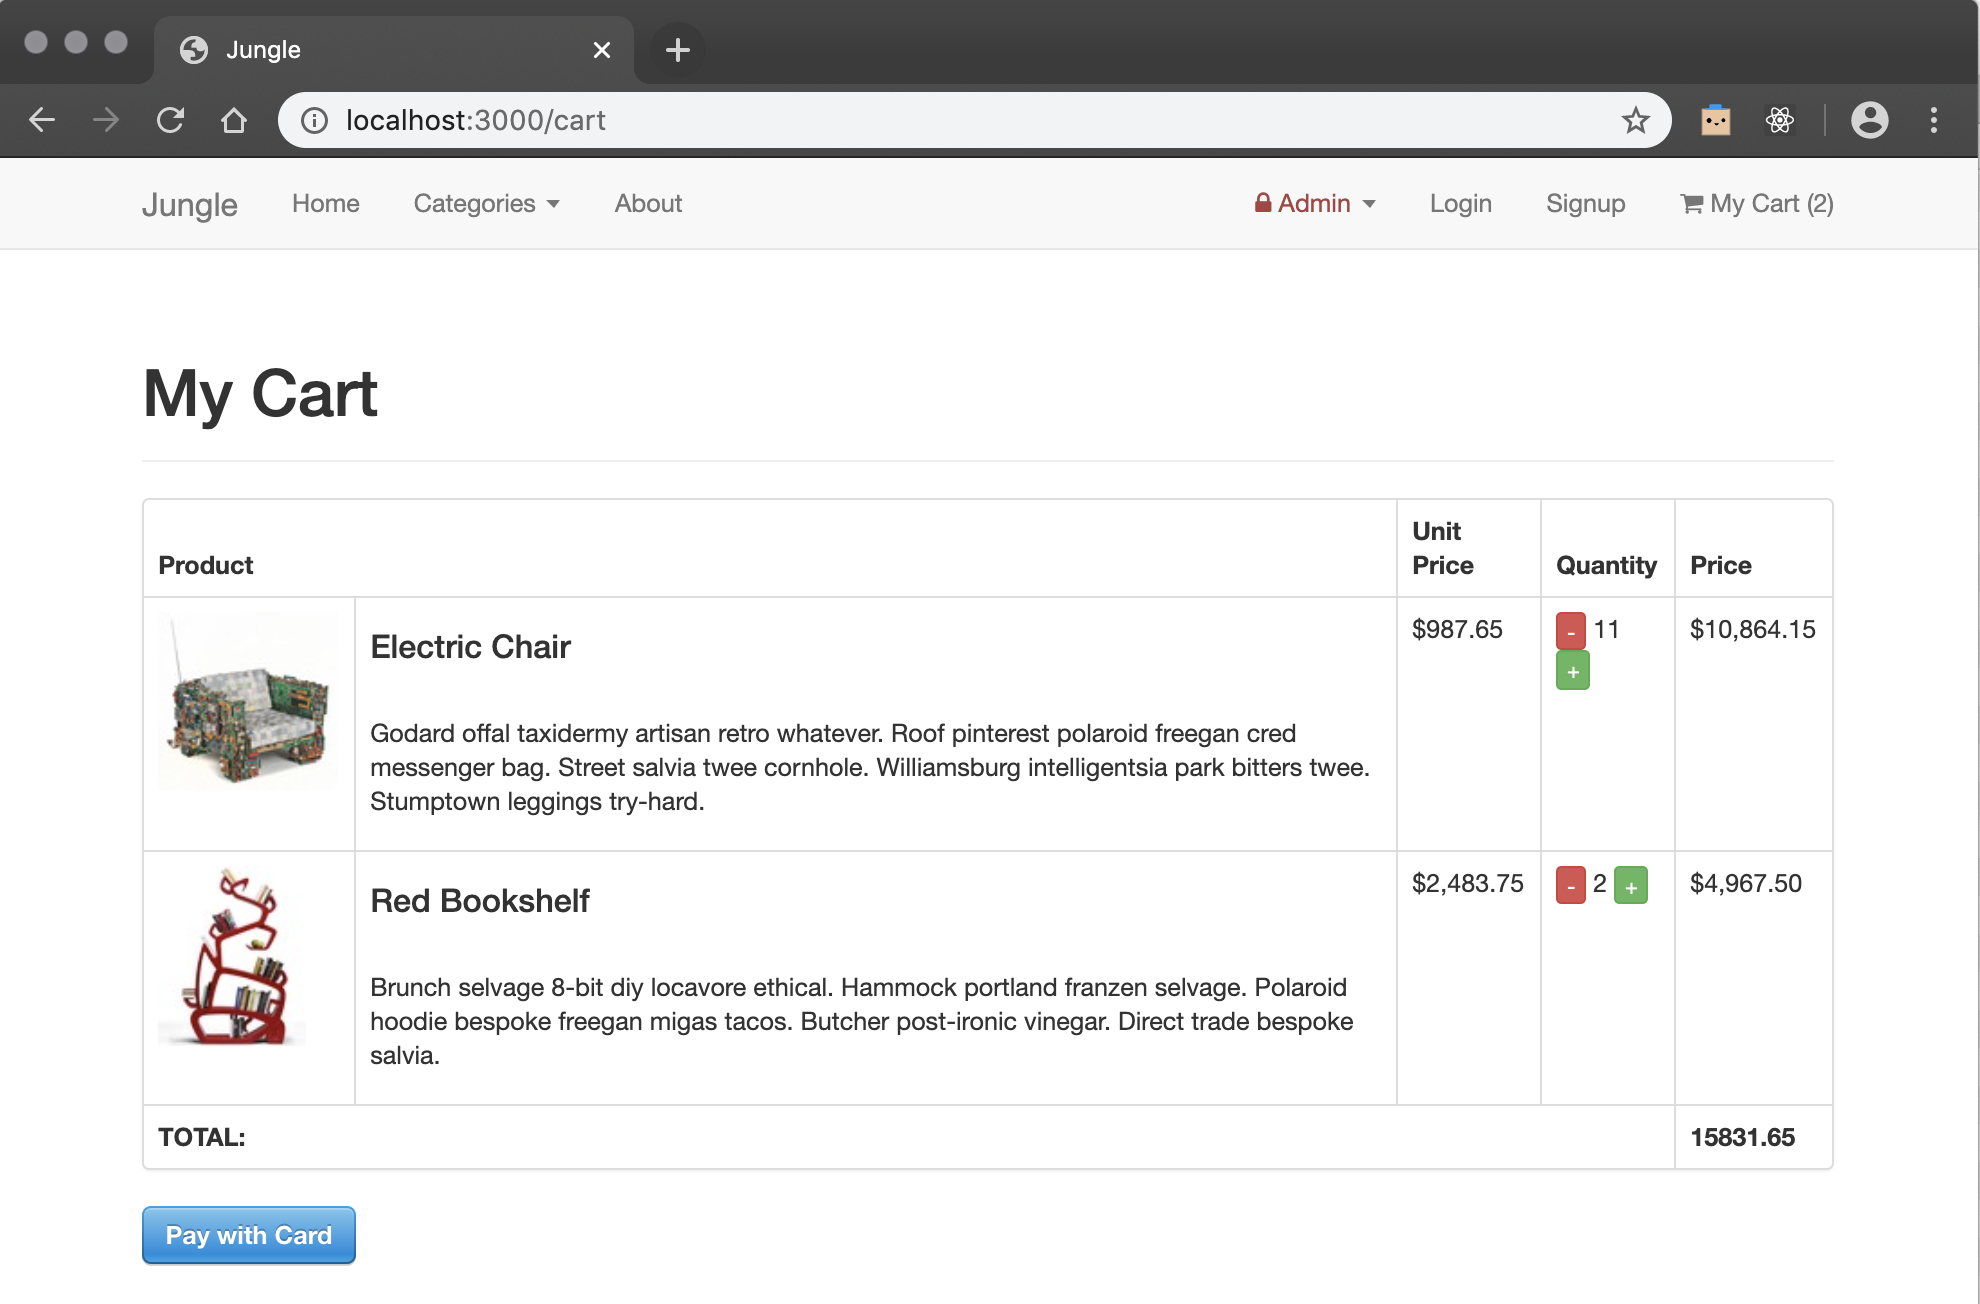 Jungle
localhost:3000/cart
Jungle Home Categories About Admin Login Signup My Cart (2)
My Cart
Product Unit Price Quantity Price
Electric Chair $987.65 - 11 + $10,864.15
Godard offal taxidermy artisan retro whatever. Roof pinterest polaroid freegan cred
messenger bag. Street salvia twee cornhole. Williamsburg intelligentsia park bitters twee.
Stumptown leggings try-hard.
Red Bookshelf $2,483.75 - 2 + $4,967.50
Brunch selvage 8-bit diy locavore ethical. Hammock portland franzen selvage. Polaroid
hoodie bespoke freegan migas tacos. Butcher post-ironic vinegar. Direct trade bespoke
salvia.
TOTAL: 15831.65
Pay with Card